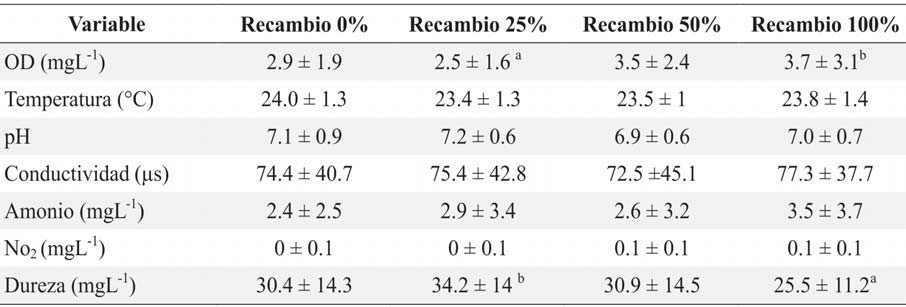 Variable Recambio 0% Recambio 25% Recambio 50% Recambio 100%
OD (mgL⁻¹) 2.9 ± 1.9 2.5 ± 1.6 ᵃ 3.5 ± 2.4 3.7 ± 3.1ᵇ
Temperatura (°C) 24.0 ± 1.3 23.4 ± 1.3 23.5 ± 1 23.8 ± 1.4
pH 7.1 ± 0.9 7.2 ± 0.6 6.9 ± 0.6 7.0 ± 0.7
Conductividad (µs) 74.4 ± 40.7 75.4 ± 42.8 72.5 ±45.1 77.3 ± 37.7
Amonio (mgL⁻¹) 2.4 ± 2.5 2.9 ± 3.4 2.6 ± 3.2 3.5 ± 3.7
No₂ (mgL⁻¹) 0 ± 0.1 0 ± 0.1 0.1 ± 0.1 0.1 ± 0.1
Dureza (mgL⁻¹) 30.4 ± 14.3 34.2 ± 14 ᵇ 30.9 ± 14.5 25.5 ± 11.2ᵃ